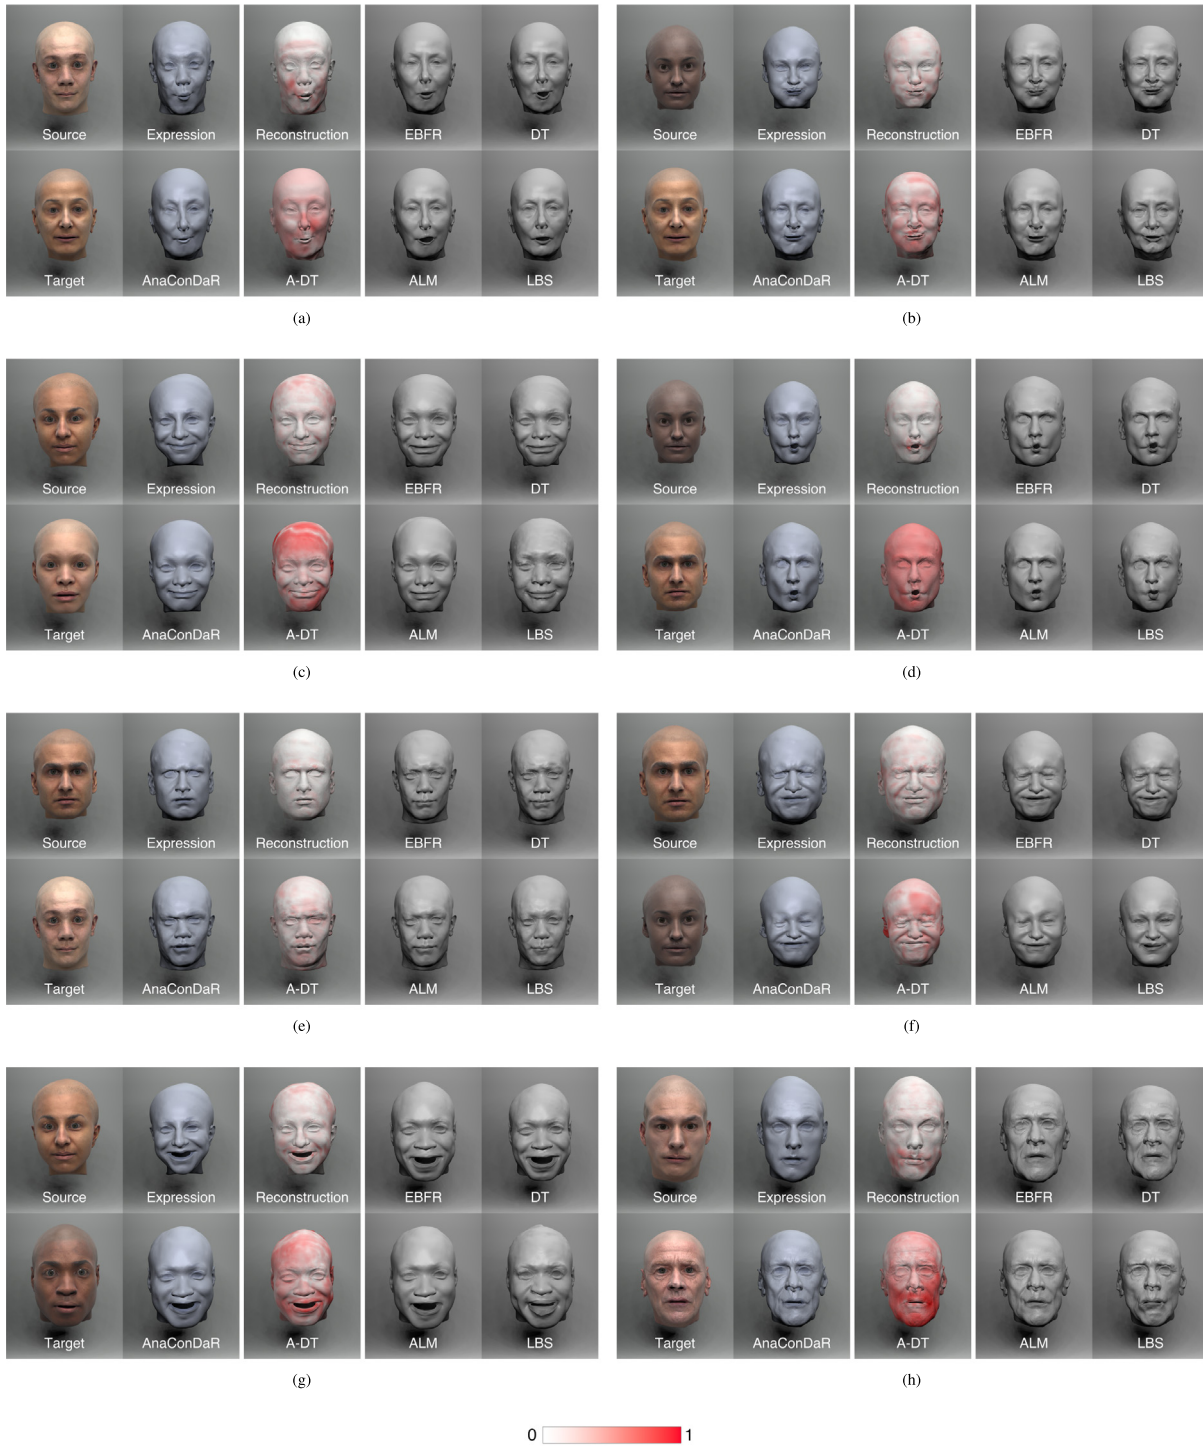 Source Expression Reconstruction EBFR DT Source Expression Reconstruction EBFR DT
Target AnaConDaR A-DT ALM LBS Target AnaConDaR A-DT ALM LBS
(a) (b)
Source Expression Reconstruction EBFR DT Source Expression Reconstruction EBFR DT
Target AnaConDaR A-DT ALM LBS Target AnaConDaR A-DT ALM LBS
(c) (d)
Source Expression Reconstruction EBFR DT Source Expression Reconstruction EBFR DT
Target AnaConDaR A-DT ALM LBS Target AnaConDaR A-DT ALM LBS
(e) (f)
Source Expression Reconstruction EBFR DT Source Expression Reconstruction EBFR DT
Target AnaConDaR A-DT ALM LBS Target AnaConDaR A-DT ALM LBS
(g) (h)
0 1